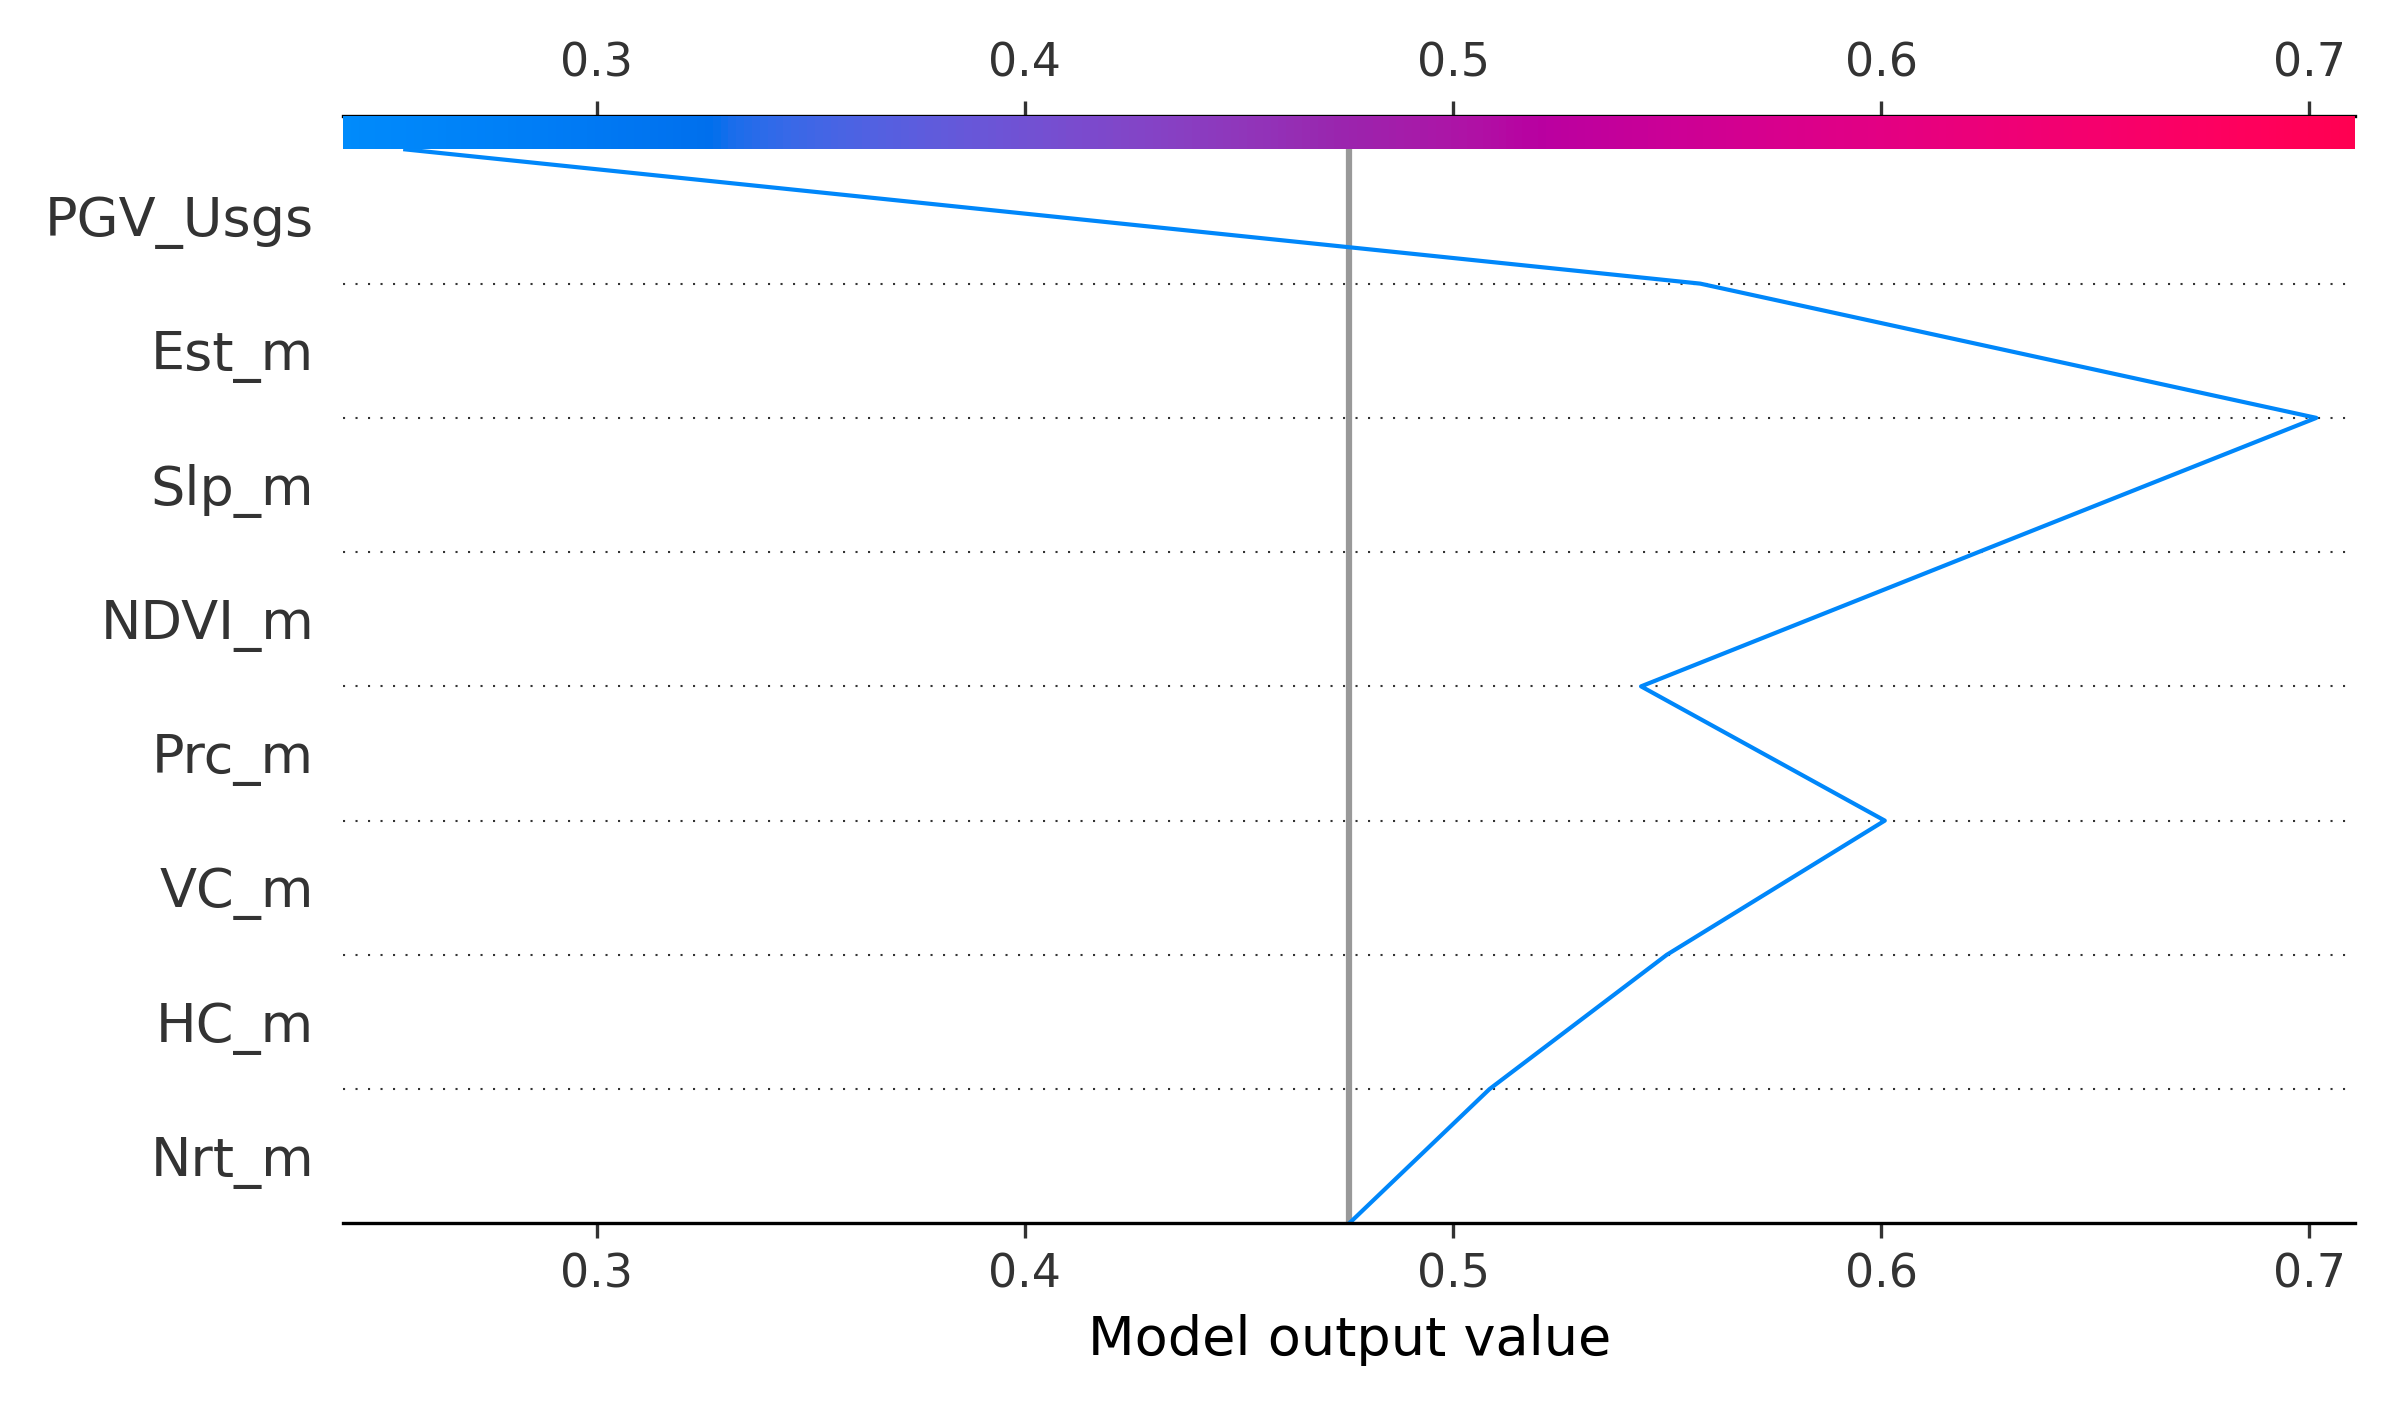 0.3 0.4 0.5 0.6 0.7
PGV_Usgs
Est_m
Slp_m
NDVI_m
Prc_m
VC_m
HC_m
Nrt_m
0.3 0.4 0.5 0.6 0.7
Model output value